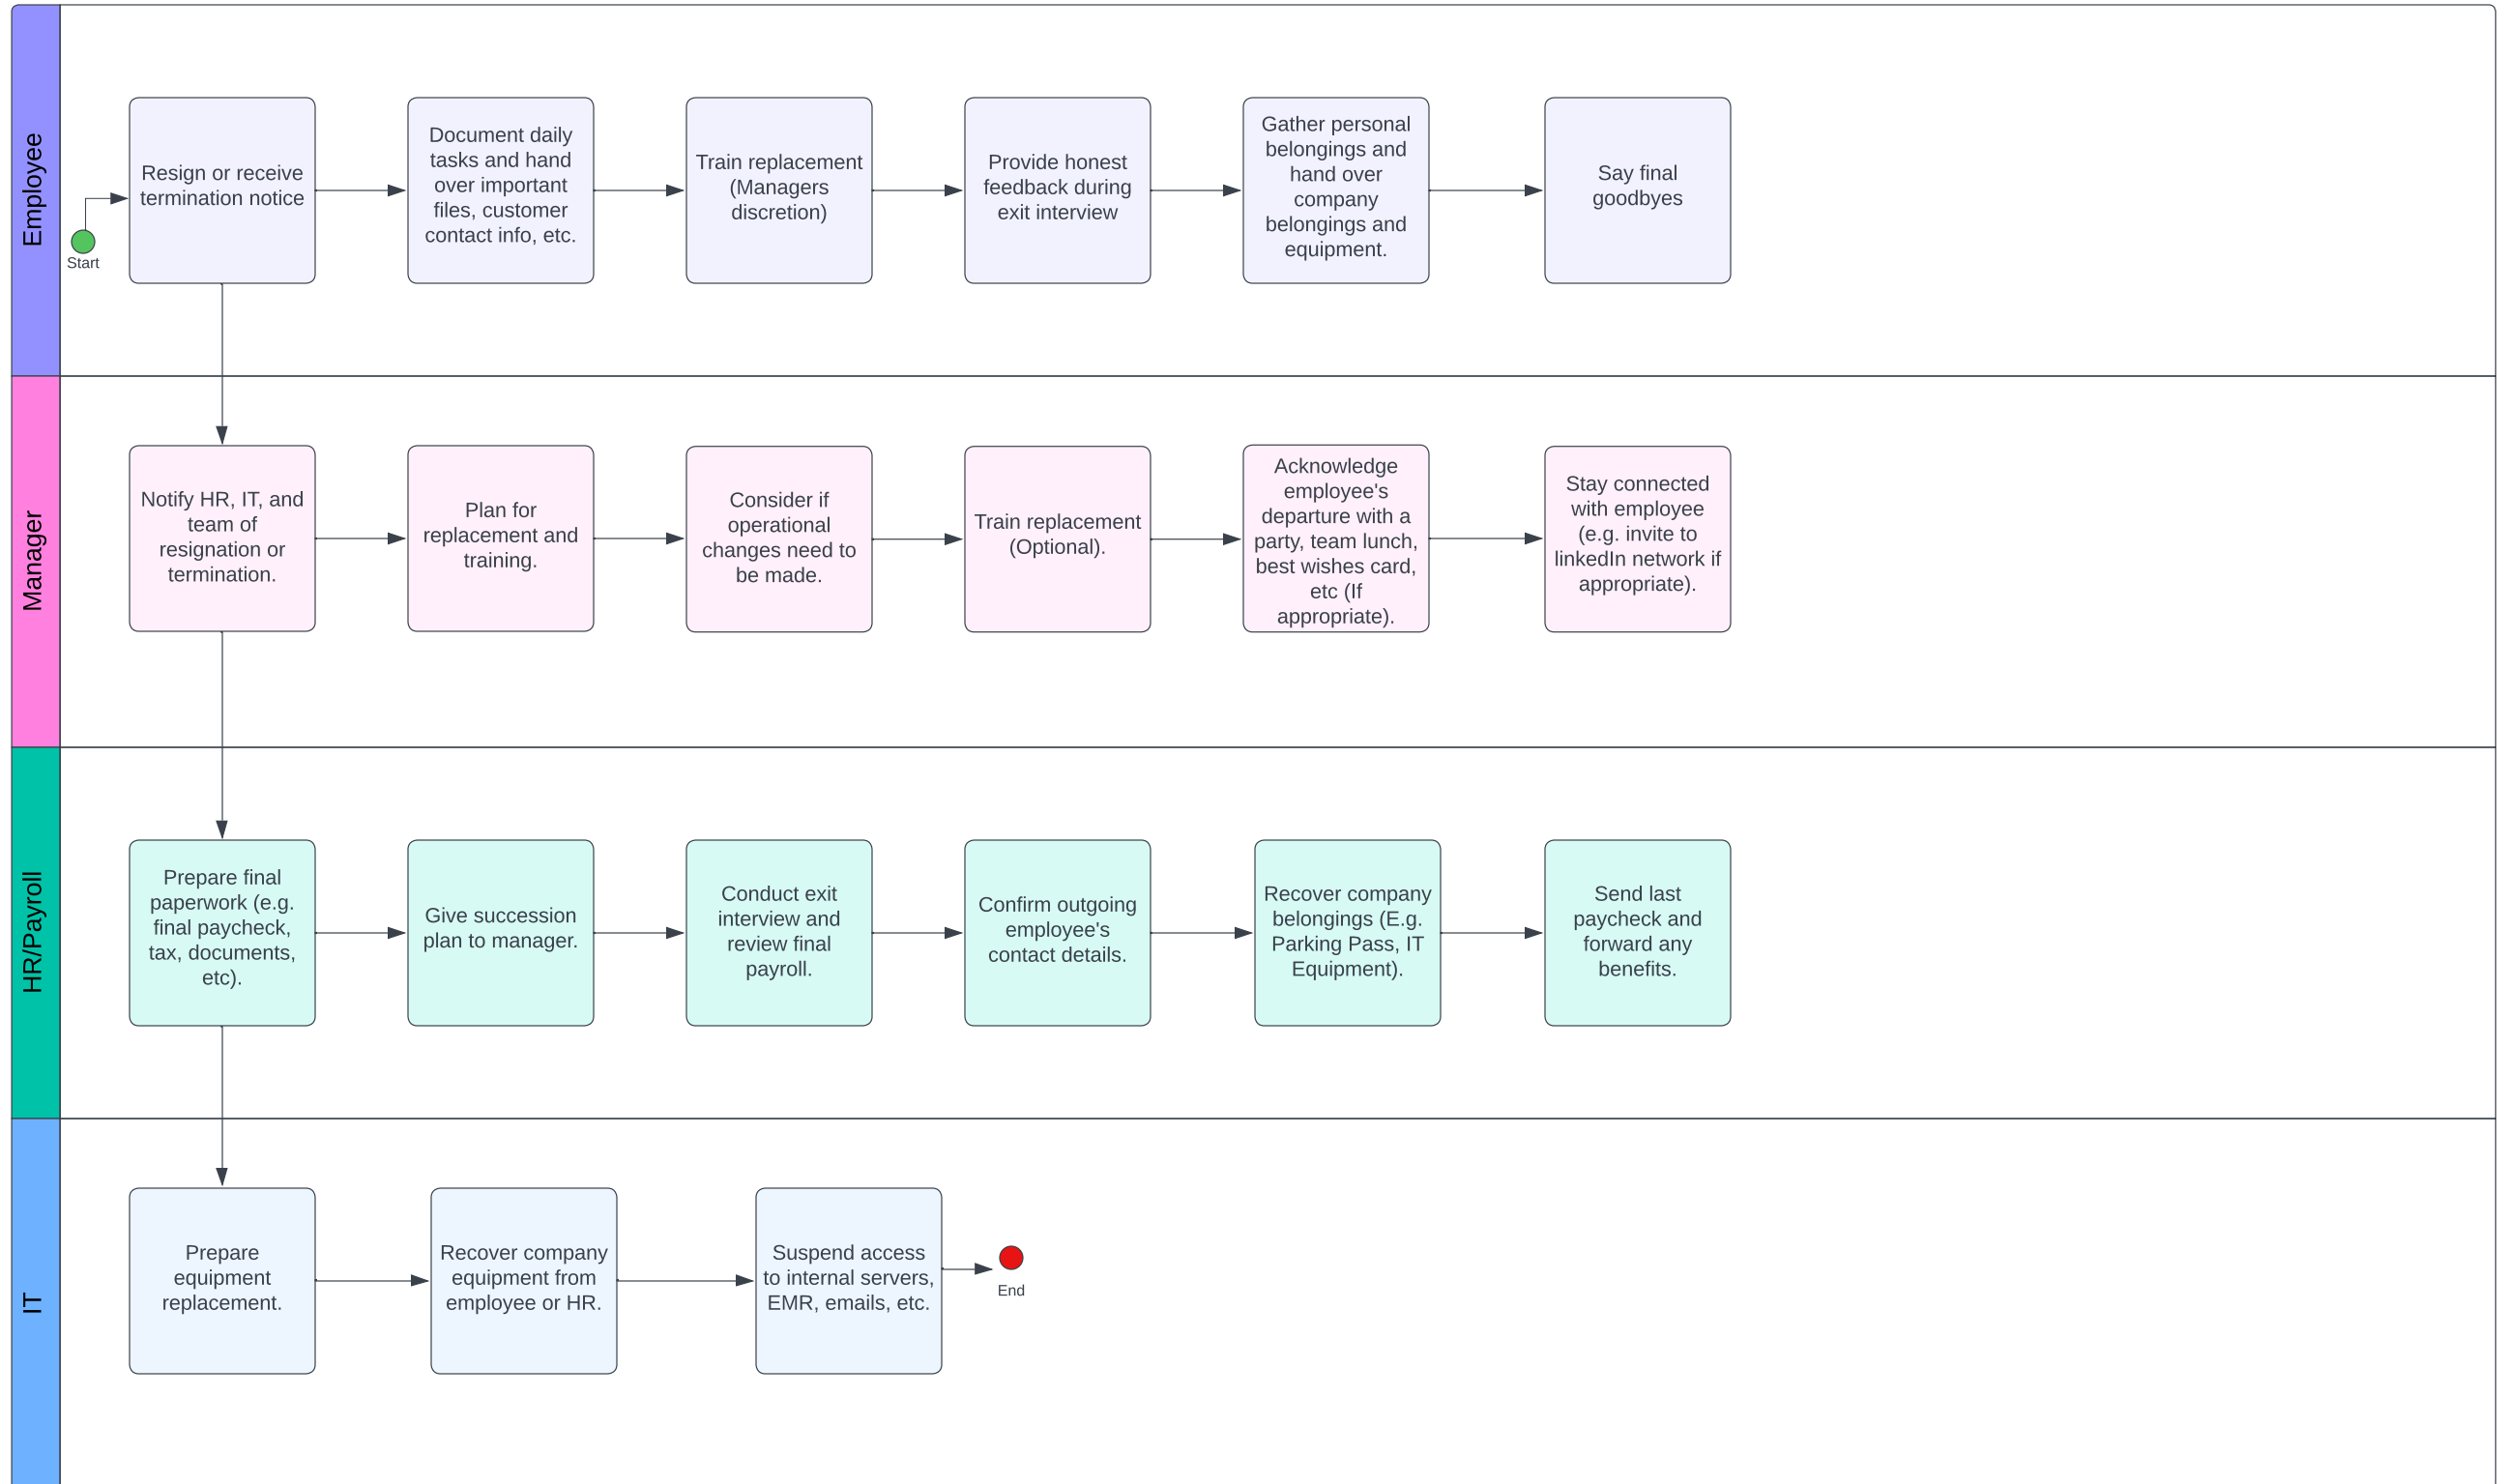 Employee
Start
Resign or receive
termination notice
Document daily
tasks and hand
over important
files, customer
contact info, etc.
Train replacement
(Managers
discretion)
Provide honest
feedback during
exit interview
Gather personal
belongings and
hand over
company
belongings and
equipment.
Say final
goodbyes
Manager
Notify HR, IT, and
team of
resignation or
termination.
Plan for
replacement and
training.
Consider if
operational
changes need to
be made.
Train replacement
(Optional).
Acknowledge
employee's
departure with a
party, team lunch,
best wishes card,
etc (If
appropriate).
Stay connected
with employee
(e.g. invite to
linkedIn network if
appropriate).
HR/Payroll
Prepare final
paperwork (e.g.
final paycheck,
tax, documents,
etc).
Give succession
plan to manager.
Conduct exit
interview and
review final
payroll.
Confirm outgoing
employee's
contact details.
Recover company
belongings (E.g.
Parking Pass, IT
Equipment).
Send last
paycheck and
forward any
benefits.
IT
Prepare
equipment
replacement.
Recover company
equipment from
employee or HR.
Suspend access
to internal servers,
EMR, emails, etc.
End